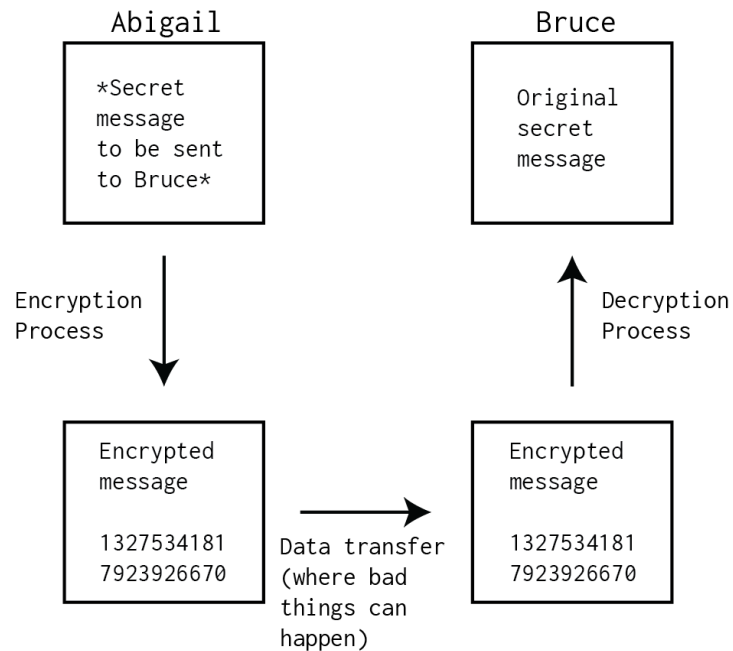 Abigail
*Secret
message
to be sent
to Bruce*
Encryption
Process
Encrypted
message
1327534181
7923926670
Data transfer
(where bad
things can
happen)
Encrypted
message
1327534181
7923926670
Decryption
Process
Bruce
Original
secret
message